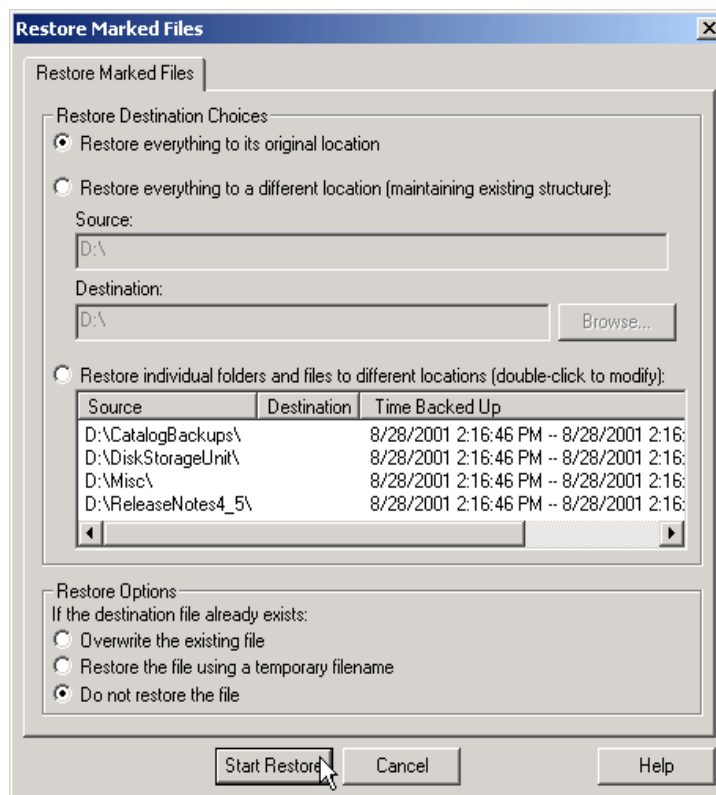 Restore Marked Files
Restore Marked Files
Restore Destination Choices
Restore everything to its original location
Restore everything to a different location (maintaining existing structure):
Source:
D:\
Destination:
D:\ Browse...
Restore individual folders and files to different locations (double-click to modify):
Source Destination Time Backed Up
D:\CatalogBackups\ 8/28/2001 2:16:46 PM -- 8/28/2001 2:16:
D:\DiskStorageUnit\ 8/28/2001 2:16:46 PM -- 8/28/2001 2:16:
D:\Misc\ 8/28/2001 2:16:46 PM -- 8/28/2001 2:16:
D:\ReleaseNotes4_5\ 8/28/2001 2:16:46 PM -- 8/28/2001 2:16:
Restore Options
If the destination file already exists:
Overwrite the existing file
Restore the file using a temporary filename
Do not restore the file
Start Restore Cancel Help